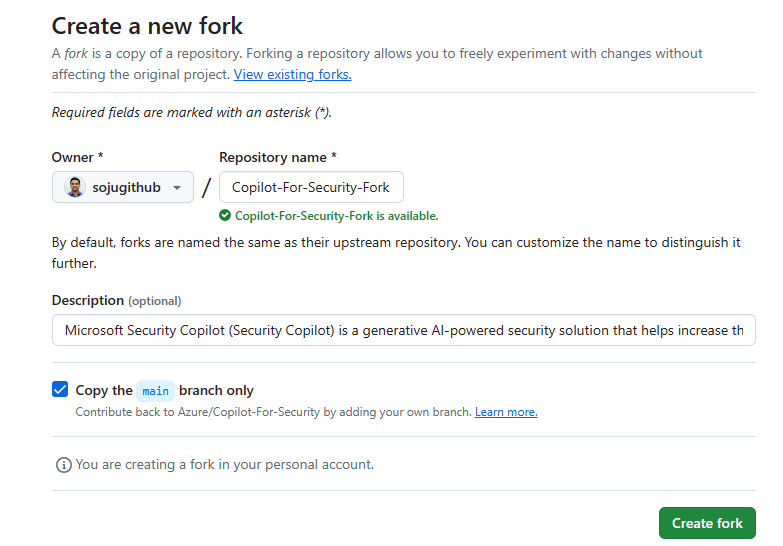 Create a new fork
A fork is a copy of a repository. Forking a repository allows you to freely experiment with changes without
affecting the original project. View existing forks.
Required fields are marked with an asterisk (*).
Owner * Repository name *
sojugithub / Copilot-For-Security-Fork
Copilot-For-Security-Fork is available.
By default, forks are named the same as their upstream repository. You can customize the name to distinguish it
further.
Description (optional)
Microsoft Security Copilot (Security Copilot) is a generative AI-powered security solution that helps increase th
Copy the main branch only
Contribute back to Azure/Copilot-For-Security by adding your own branch. Learn more.
You are creating a fork in your personal account.
Create fork